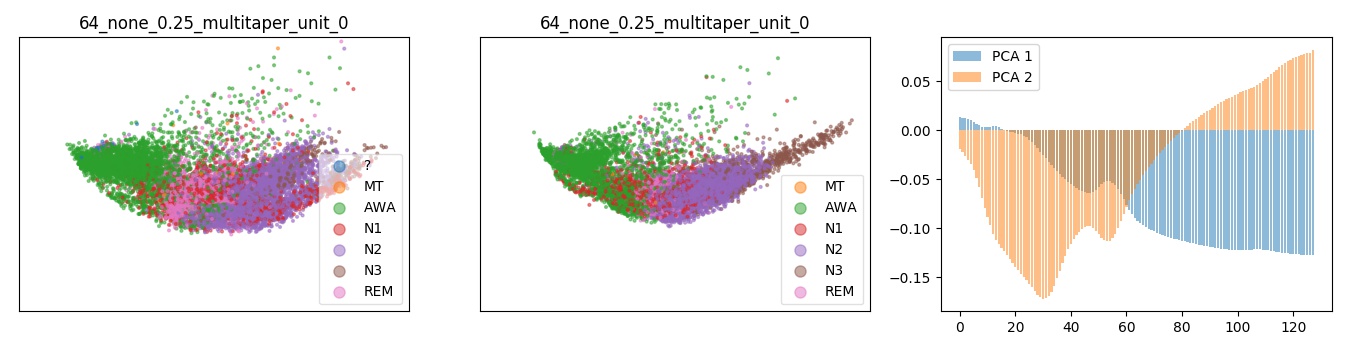 64_none_0.25_multitaper_unit_0
?
MT
AWA
N1
N2
N3
REM
64_none_0.25_multitaper_unit_0
MT
AWA
N1
N2
N3
REM
PCA 1
PCA 2
0.05
0.00
−0.05
−0.10
−0.15
0 20 40 60 80 100 120